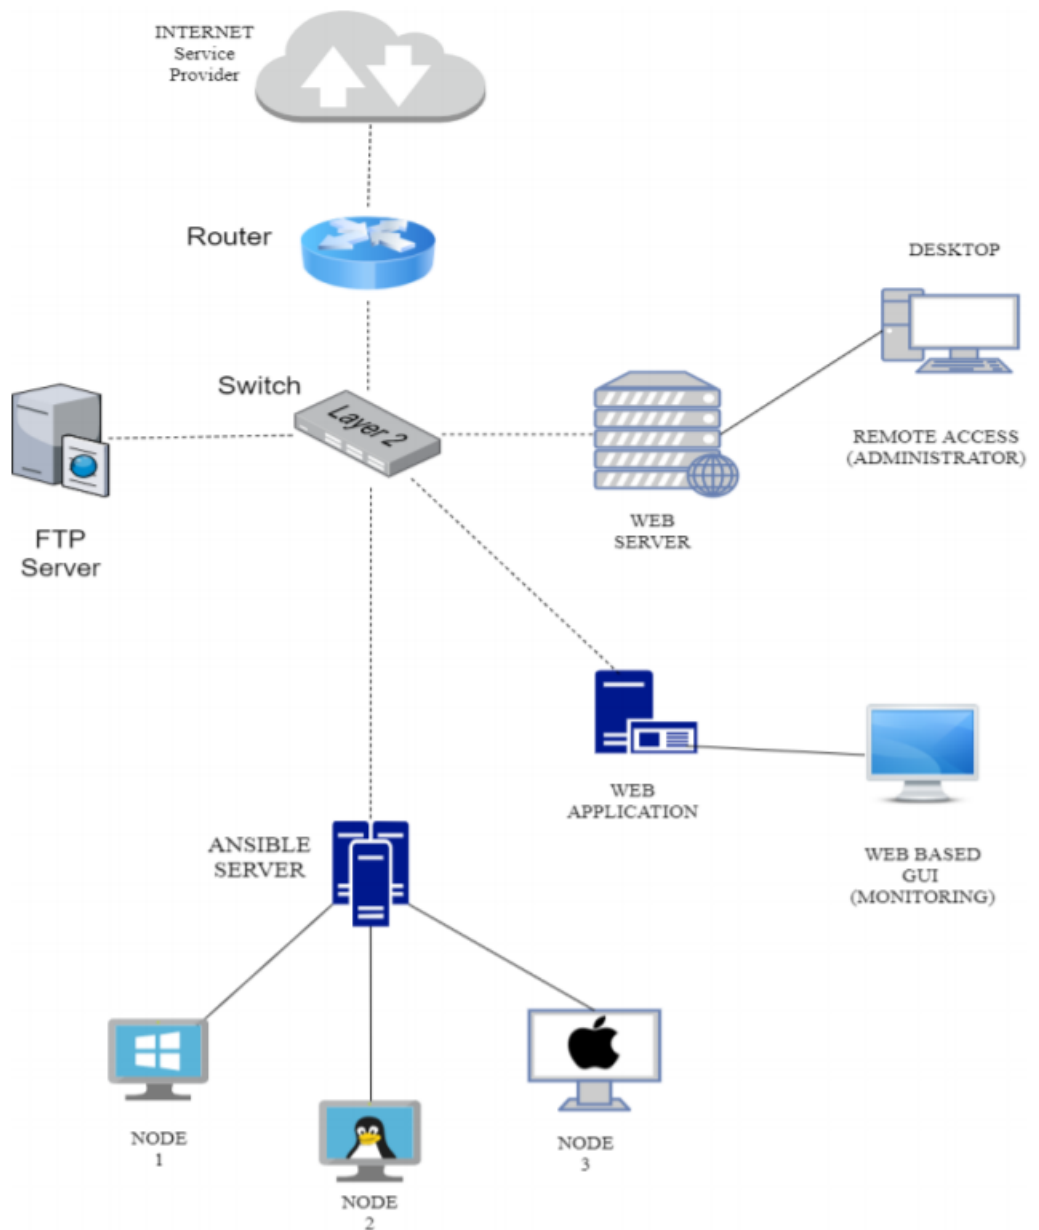 INTERNET
Service
Provider
Router
DESKTOP
Switch
Layer 2
REMOTE ACCESS
(ADMINISTRATOR)
WEB
SERVER
FTP
Server
WEB
APPLICATION
ANSIBLE
SERVER
WEB BASED
GUI
(MONITORING)
NODE
1
NODE
3
NODE
2